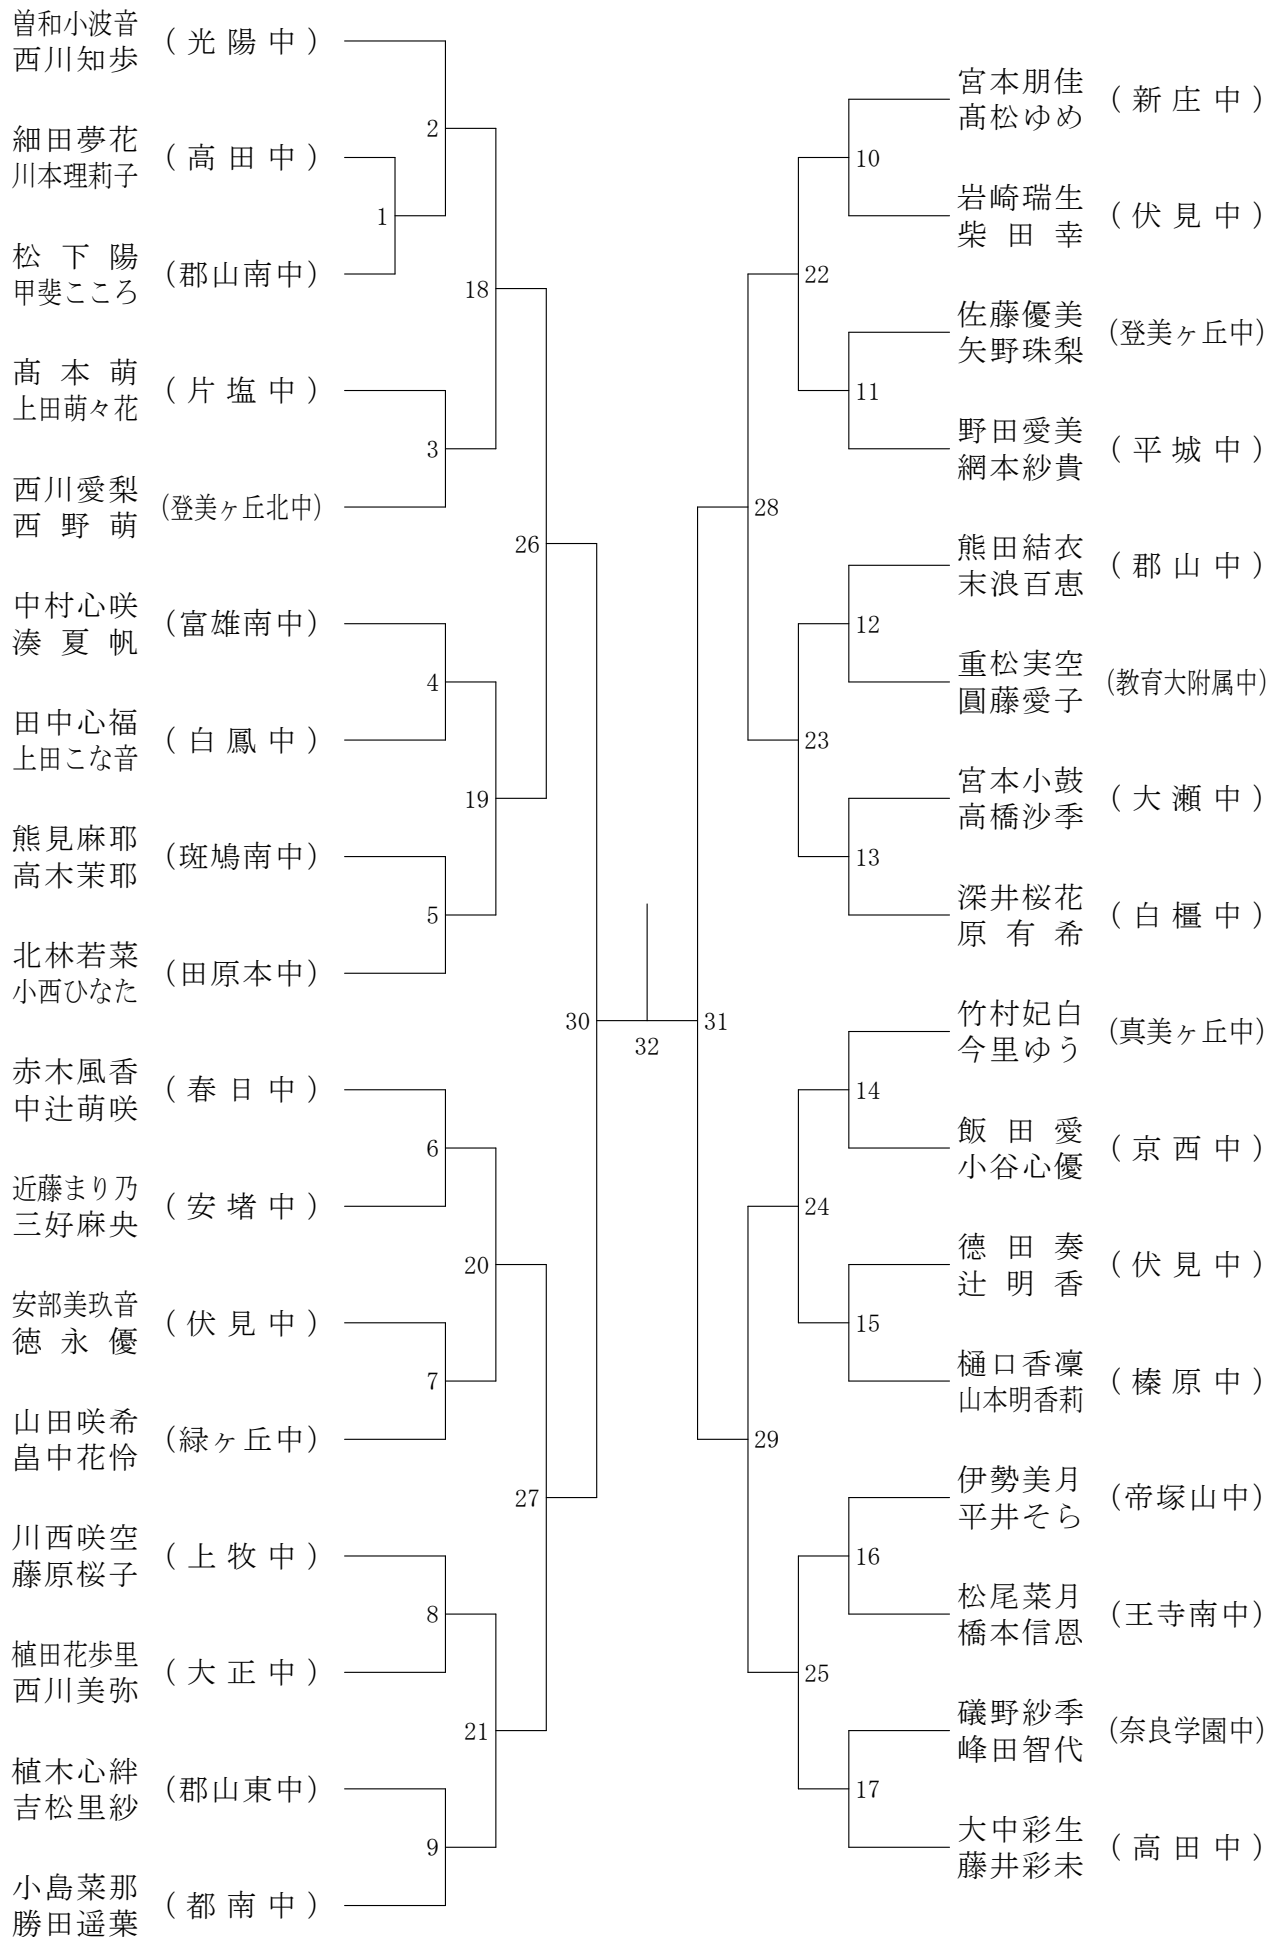 曽和小波音
西川知歩
(光陽中)
細田夢花
川本理莉子
(高田中)
松下陽
甲斐こころ
(郡山南中)
髙本萌
上田萌々花
(片塩中)
西川愛梨
西野萌
(登美ヶ丘北中)
中村心咲
湊夏帆
(富雄南中)
田中心福
上田こな音
(白鳳中)
熊見麻耶
高木茉耶
(斑鳩南中)
北林若菜
小西ひなた
(田原本中)
赤木風香
中辻萌咲
(春日中)
近藤まり乃
三好麻央
(安堵中)
安部美玖音
徳永優
(伏見中)
山田咲希
畠中花怜
(緑ヶ丘中)
川西咲空
藤原桜子
(上牧中)
植田花歩里
西川美弥
(大正中)
植木心絆
吉松里紗
(郡山東中)
小島菜那
勝田遥葉
(都南中)
1
2
3
4
5
6
7
8
9
18
19
20
21
26
27
30
32
31
28
29
22
23
24
25
10
11
12
13
14
15
16
17
宮本朋佳
髙松ゆめ
(新庄中)
岩崎瑞生
柴田幸
(伏見中)
佐藤優美
矢野珠梨
(登美ヶ丘中)
野田愛美
網本紗貴
(平城中)
熊田結衣
末浪百恵
(郡山中)
重松実空
圓藤愛子
(教育大附属中)
宮本小鼓
高橋沙季
(大瀬中)
深井桜花
原有希
(白橿中)
竹村妃白
今里ゆう
(真美ヶ丘中)
飯田愛
小谷心優
(京西中)
德田奏
辻明香
(伏見中)
樋口香凜
山本明香莉
(榛原中)
伊勢美月
平井そら
(帝塚山中)
松尾菜月
橋本信恩
(王寺南中)
礒野紗季
峰田智代
(奈良学園中)
大中彩生
藤井彩未
(高田中)